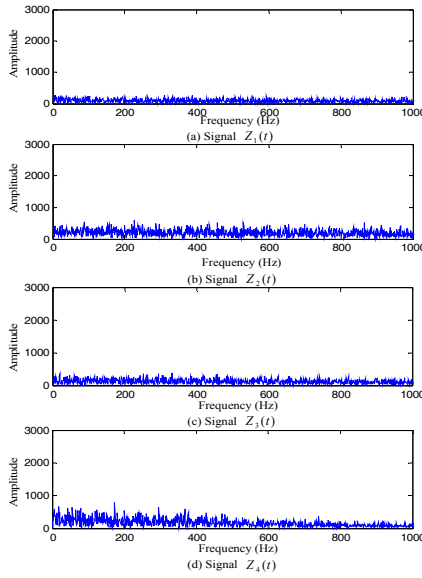 3000
2000
1000
0
Amplitude
0 200 400 600 800 1000
Frequency (Hz)
(a) Signal Z1(t)
3000
2000
1000
0
Amplitude
0 200 400 600 800 1000
Frequency (Hz)
(b) Signal Z2(t)
3000
2000
1000
0
Amplitude
0 200 400 600 800 1000
Frequency (Hz)
(c) Signal Z3(t)
3000
2000
1000
0
Amplitude
0 200 400 600 800 1000
Frequency (Hz)
(d) Signal Z4(t)